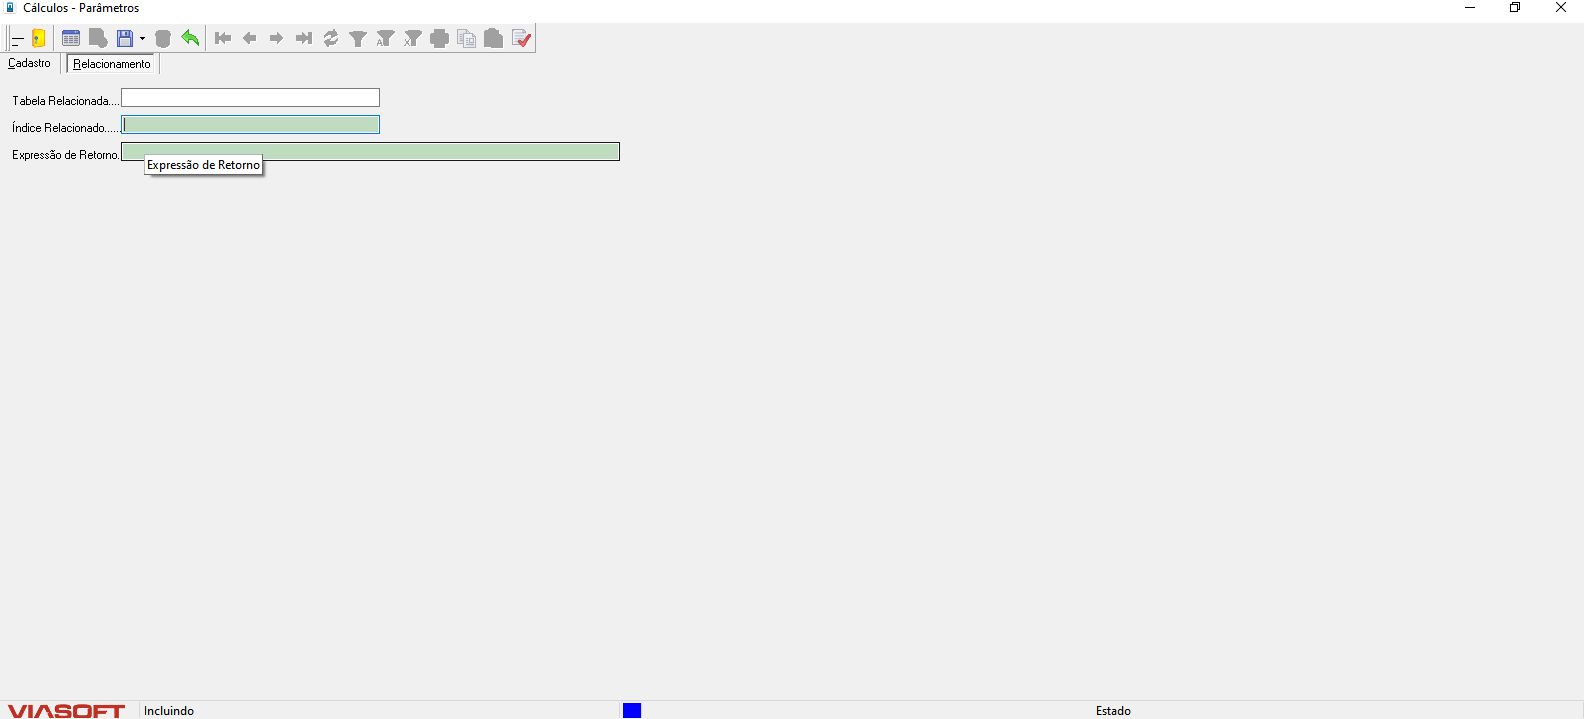 Cálculos - Parâmetros
Cadastro Relacionamento
Tabela Relacionada....
Índice Relacionado.....
Expressão de Retorno.
Expressão de Retorno
VIASOFT Incluindo Estado